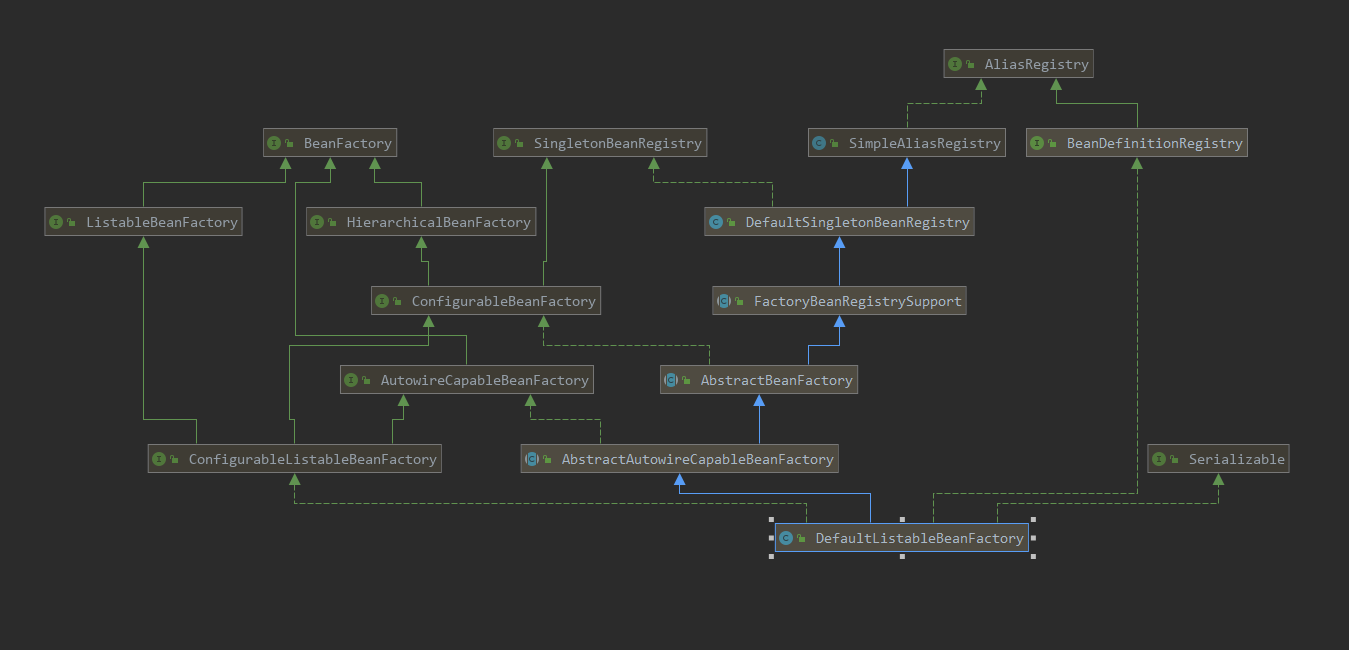 AliasRegistry
BeanFactory
SingletonBeanRegistry
SimpleAliasRegistry
BeanDefinitionRegistry
ListableBeanFactory
HierarchicalBeanFactory
DefaultSingletonBeanRegistry
ConfigurableBeanFactory
FactoryBeanRegistrySupport
AutowireCapableBeanFactory
AbstractBeanFactory
ConfigurableListableBeanFactory
AbstractAutowireCapableBeanFactory
Serializable
DefaultListableBeanFactory